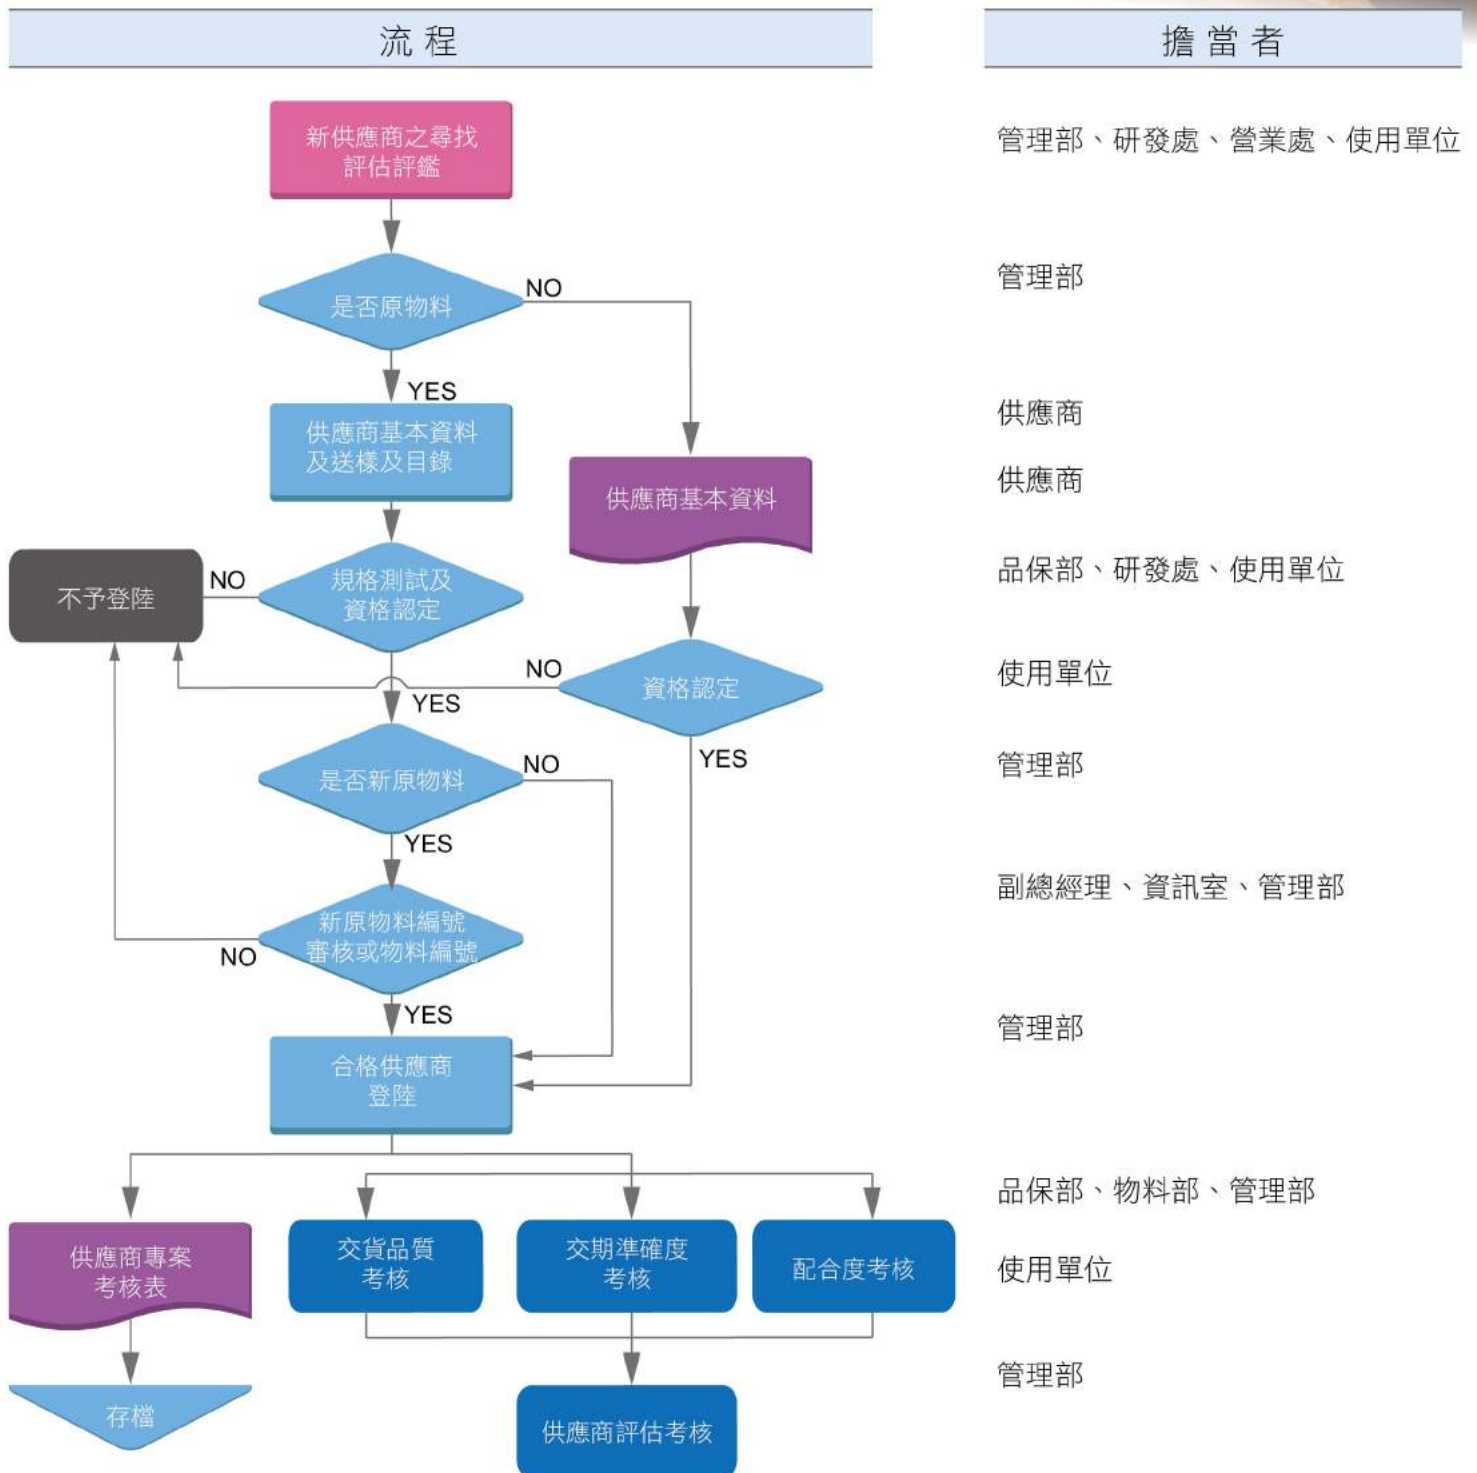 流程
擔當者
新供應商之尋找
評估評鑑
管理部、研發處、營業處、使用單位
是否原物料
NO
管理部
YES
供應商基本資料
及送樣及目錄
供應商
供應商基本資料
供應商
不予登陸
NO
規格測試及
資格認定
品保部、研發處、使用單位
NO
資格認定
使用單位
YES
是否新原物料
NO
YES
管理部
YES
新原物料編號
審核或物料編號
NO
副總經理、資訊室、管理部
YES
合格供應商
登陸
管理部
品保部、物料部、管理部
供應商專案
考核表
交貨品質
考核
交期準確度
考核
配合度考核
使用單位
存檔
供應商評估考核
管理部